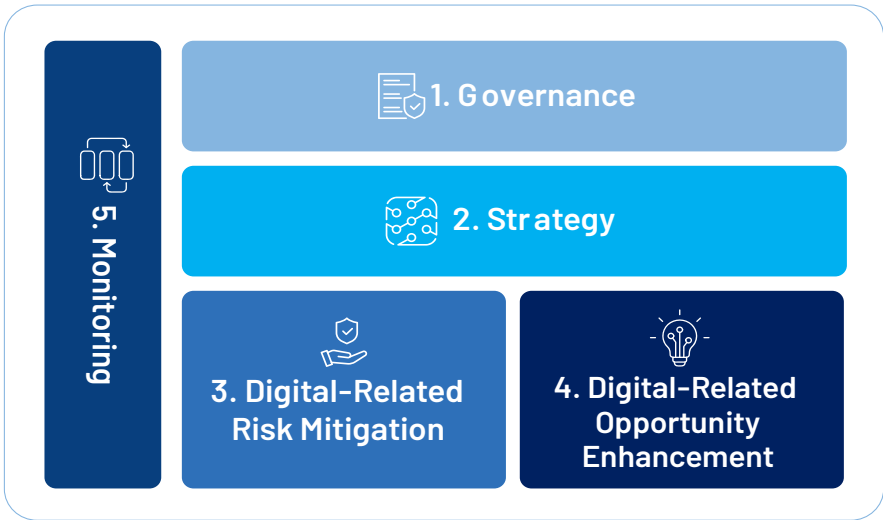 1. Governance
2. Strategy
3. Digital-Related
Risk Mitigation
4. Digital-Related
Opportunity
Enhancement
5. Monitoring